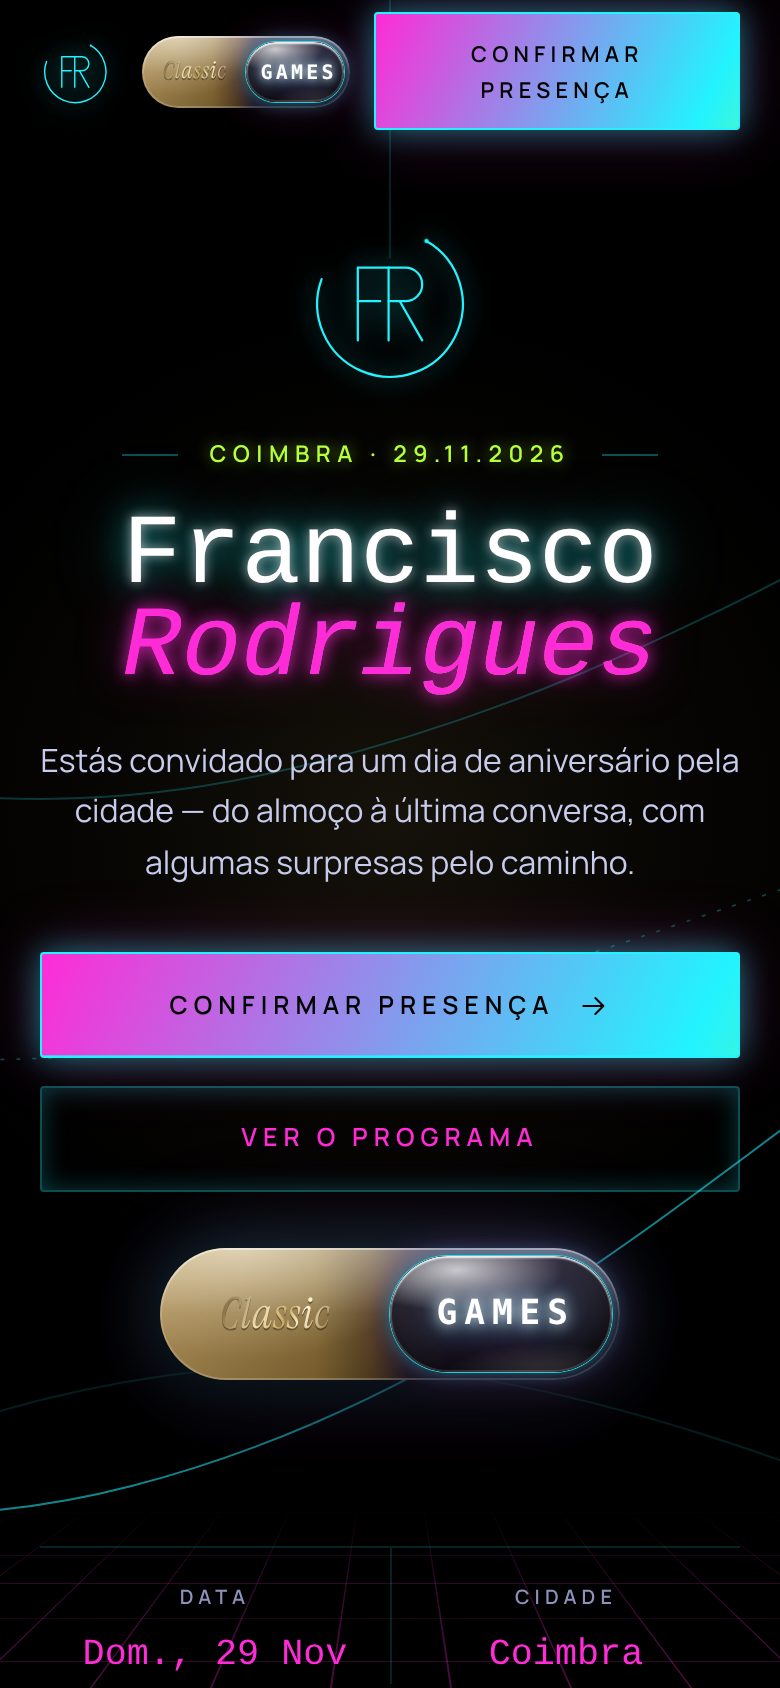 FR
Classic
GAMES
CONFIRMAR
PRESENÇA
FR
COIMBRA · 29.11.2026
Francisco
Rodrigues
Estás convidado para um dia de aniversário pela
cidade — do almoço à última conversa, com
algumas surpresas pelo caminho.
CONFIRMAR PRESENÇA →
VER O PROGRAMA
Classic
GAMES
DATA
Dom., 29 Nov
CIDADE
Coimbra